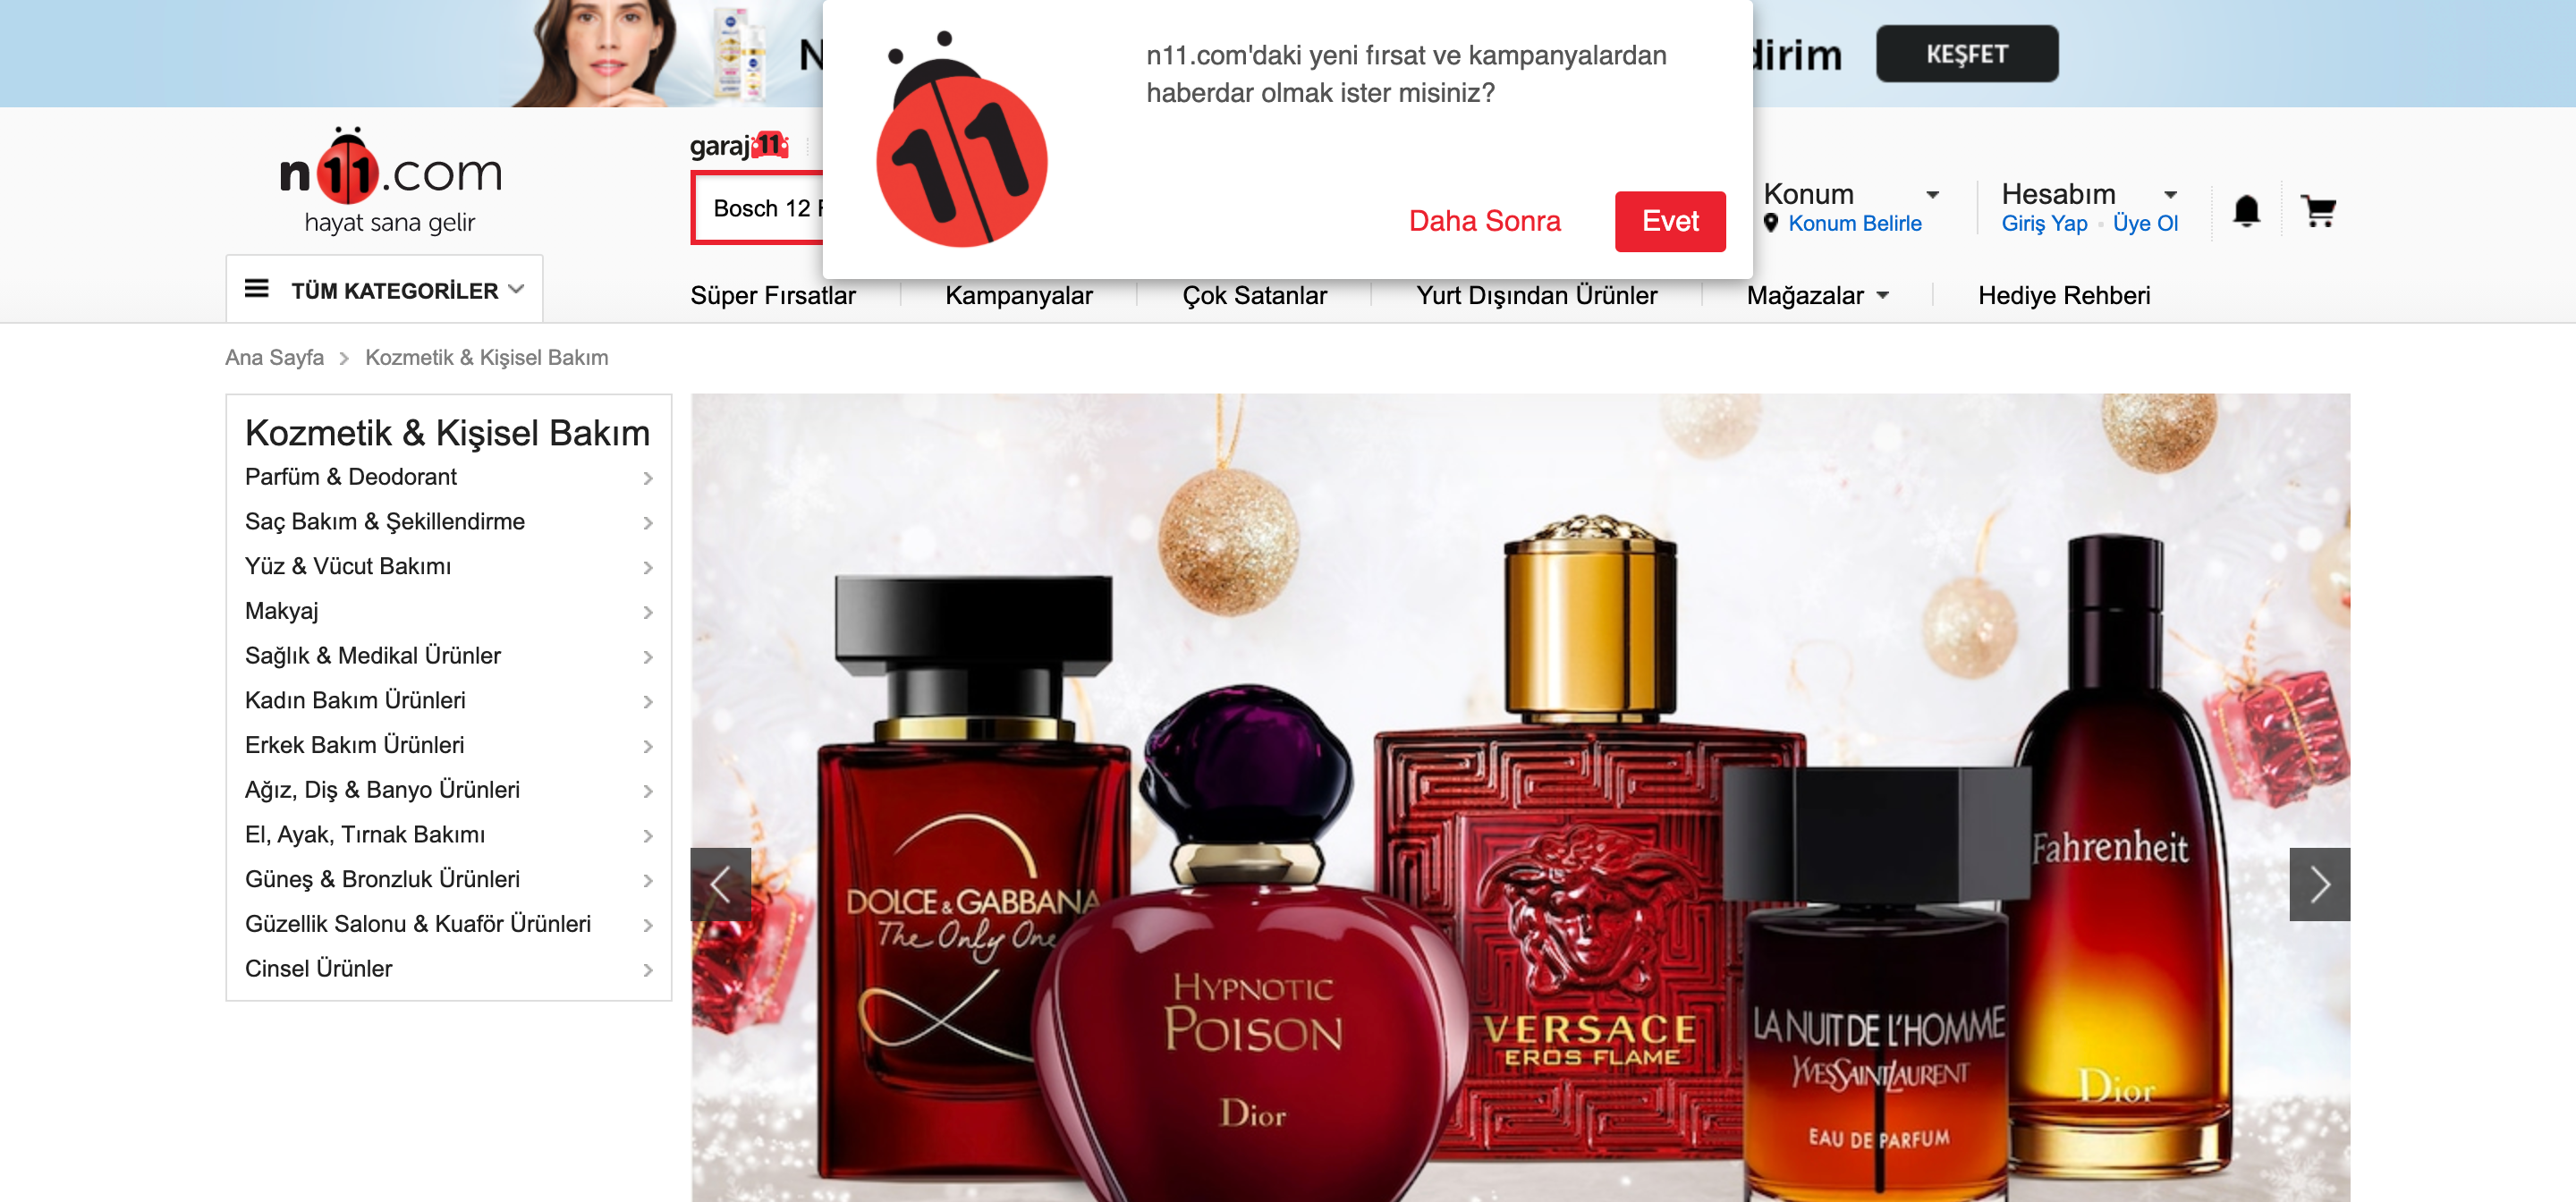 dirim
KEŞFET
n11.com'daki yeni fırsat ve kampanyalardan
haberdar olmak ister misiniz?
Daha Sonra
Evet
11
n11.com
hayat sana gelir
garaj11
Bosch 12
Konum
Konum Belirle
Hesabım
Giriş Yap
Üye Ol
TÜM KATEGORİLER
Süper Fırsatlar
Kampanyalar
Çok Satanlar
Yurt Dışından Ürünler
Mağazalar
Hediye Rehberi
Ana Sayfa
Kozmetik & Kişisel Bakım
Kozmetik & Kişisel Bakım
Parfüm & Deodorant
Saç Bakım & Şekillendirme
Yüz & Vücut Bakımı
Makyaj
Sağlık & Medikal Ürünler
Kadın Bakım Ürünleri
Erkek Bakım Ürünleri
Ağız, Diş & Banyo Ürünleri
El, Ayak, Tırnak Bakımı
Güneş & Bronzluk Ürünleri
Güzellik Salonu & Kuaför Ürünleri
Cinsel Ürünler
DOLCE & GABBANA
The Only One
HYPNOTIC
POISON
Dior
VERSACE
EROS FLAME
LA NUIT DE L'HOMME
YVESSAINTLAURENT
EAU DE PARFUM
Fahrenheit
Dior